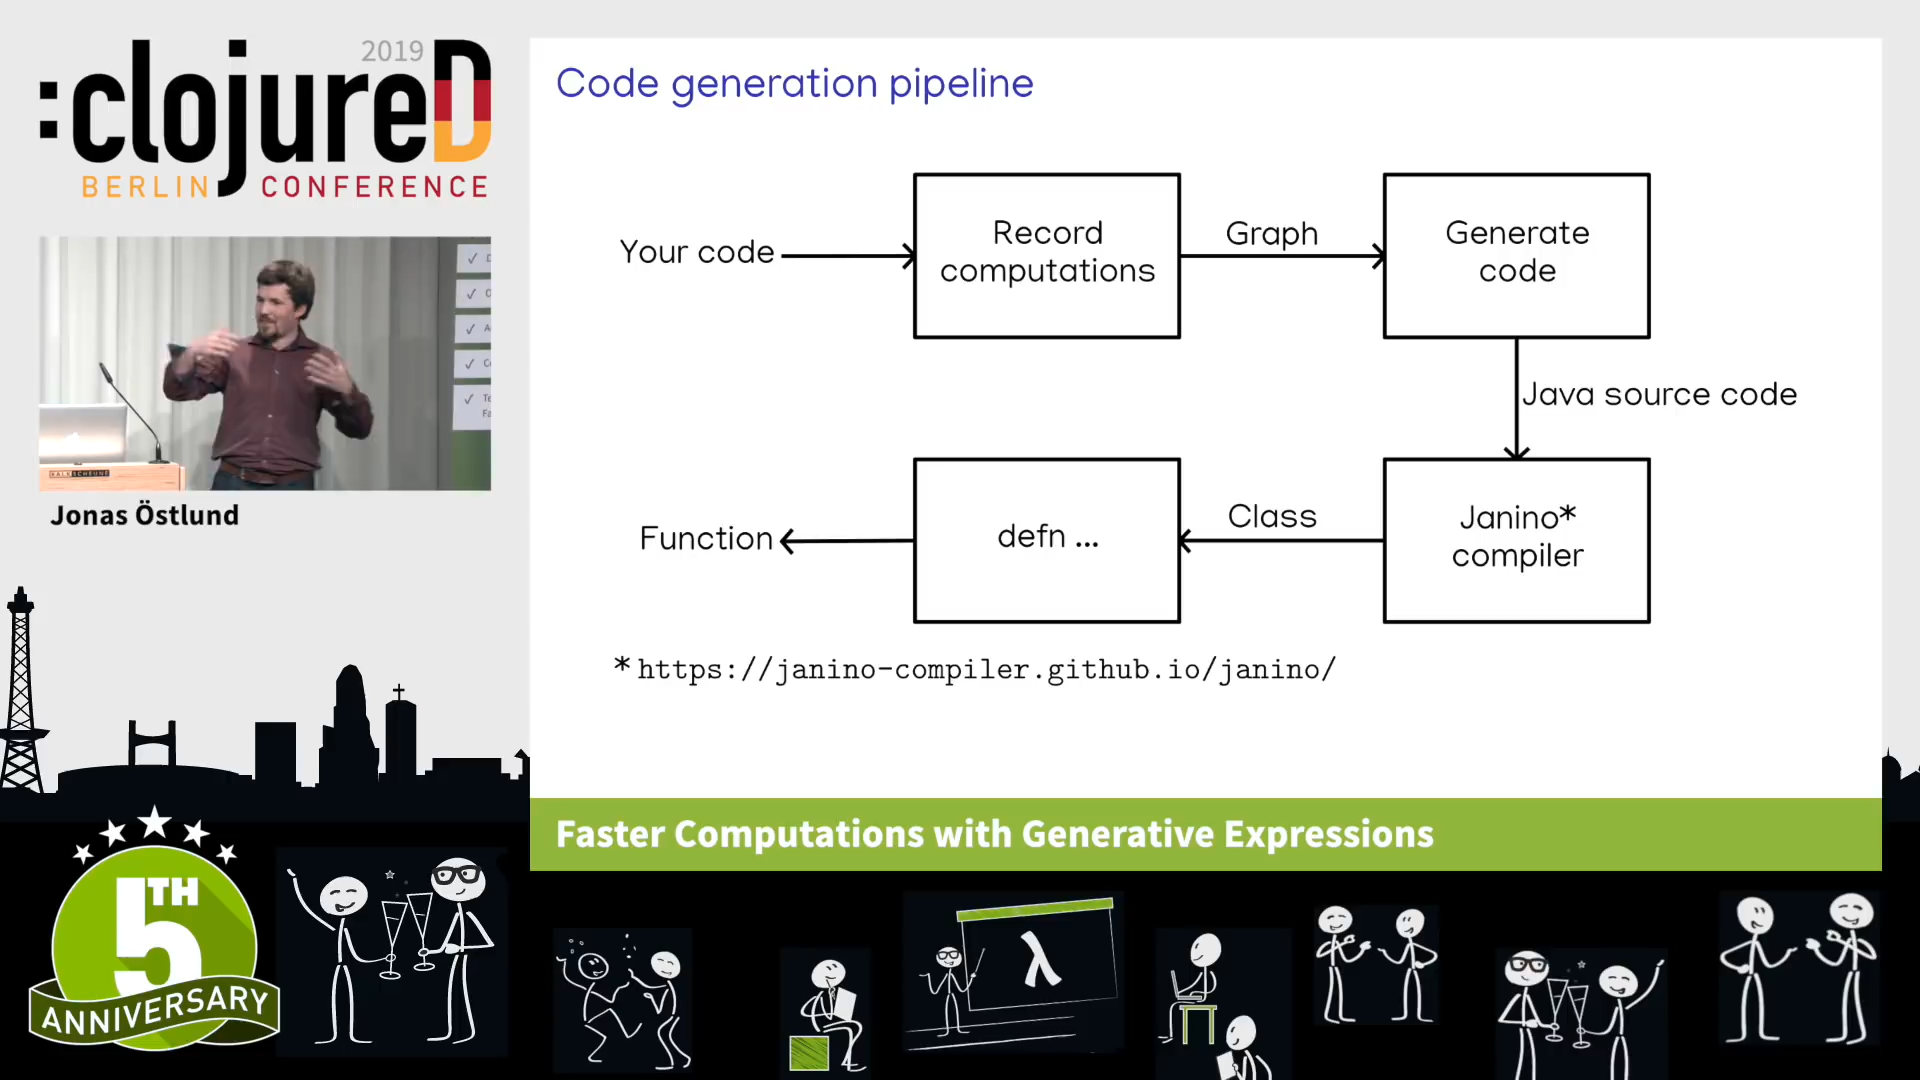 2019
:clojureD
BERLIN CONFERENCE
KALKSCHEUNE
Jonas Östlund
Code generation pipeline
Your code
Record
computations
Graph
Generate
code
Java source code
Janino*
compiler
Class
defn ...
Function
* https://janino-compiler.github.io/janino/
Faster Computations with Generative Expressions
5TH
ANNIVERSARY
λ